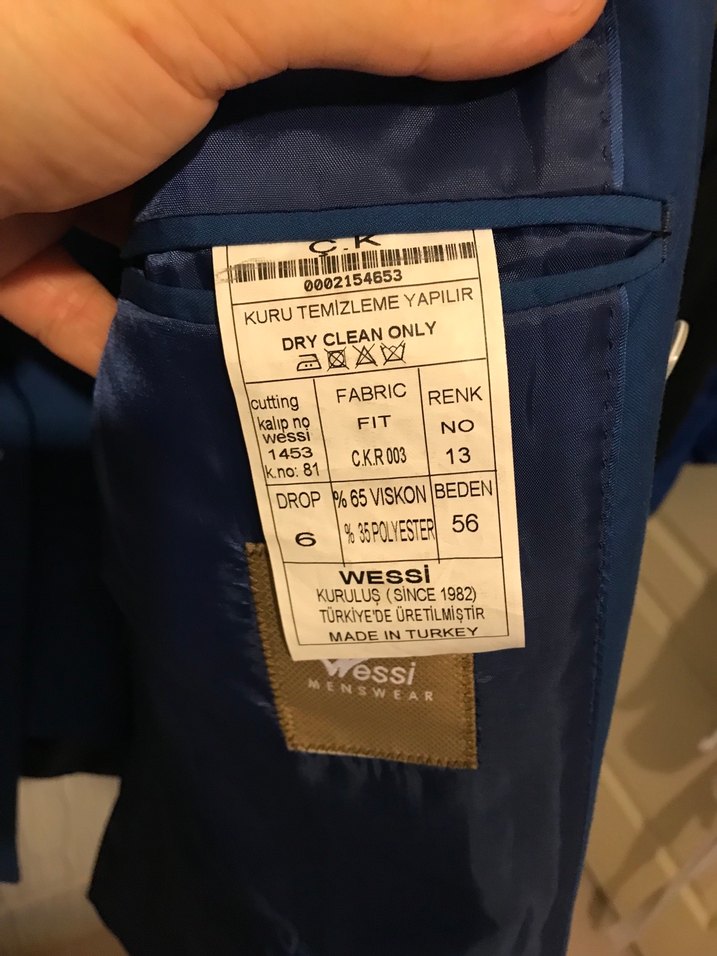 Ç.K
0002154653
KURU TEMİZLEME YAPILIR
DRY CLEAN ONLY
cutting
kalıp no
wessi
1453
k.no: 81
FABRIC
FIT
C.K.R 003
RENK
NO
13
DROP
6
% 65 VISKON
% 35 POLYESTER
BEDEN
56
WESSİ
KURULUŞ ( SINCE 1982)
TÜRKİYE'DE ÜRETİLMİŞTİR
MADE IN TURKEY
Wessi
MENSWEAR